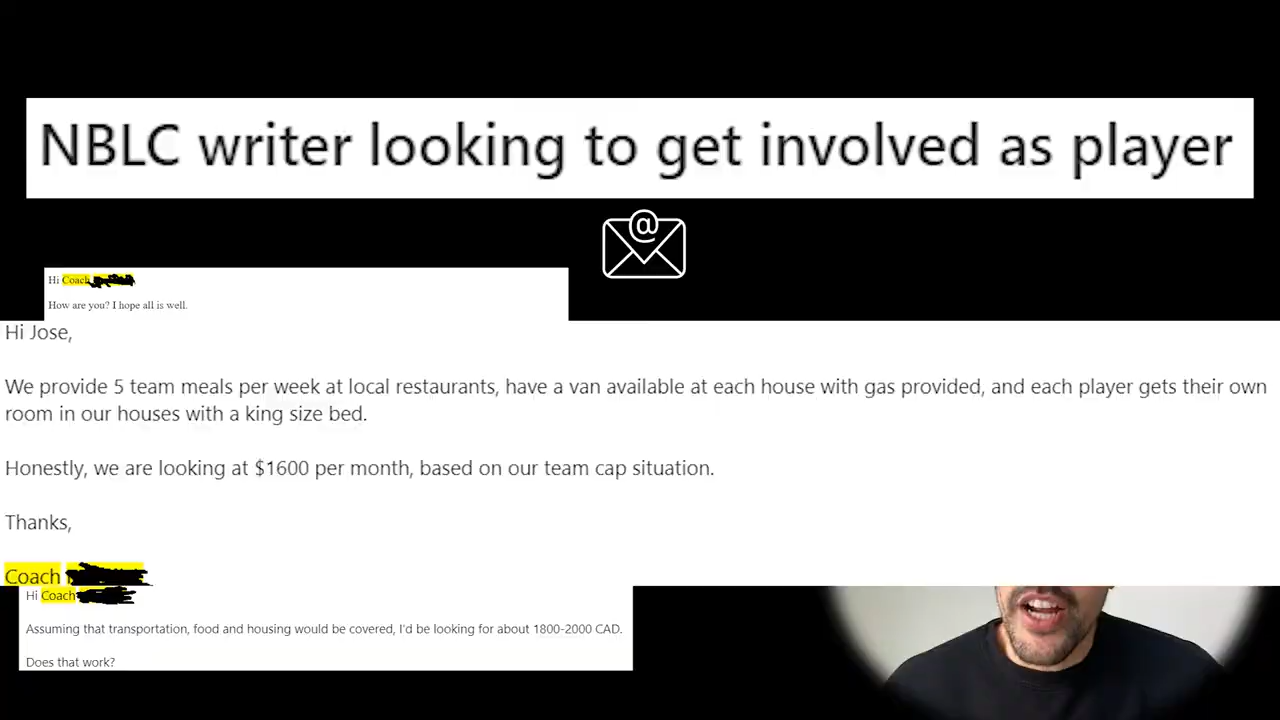 NBLC writer looking to get involved as player
@
Hi Coach
How are you? I hope all is well.
Hi Jose,
We provide 5 team meals per week at local restaurants, have a van available at each house with gas provided, and each player gets their own
room in our houses with a king size bed.
Honestly, we are looking at $1600 per month, based on our team cap situation.
Thanks,
Coach
Hi Coach
Assuming that transportation, food and housing would be covered, I'd be looking for about 1800-2000 CAD.
Does that work?